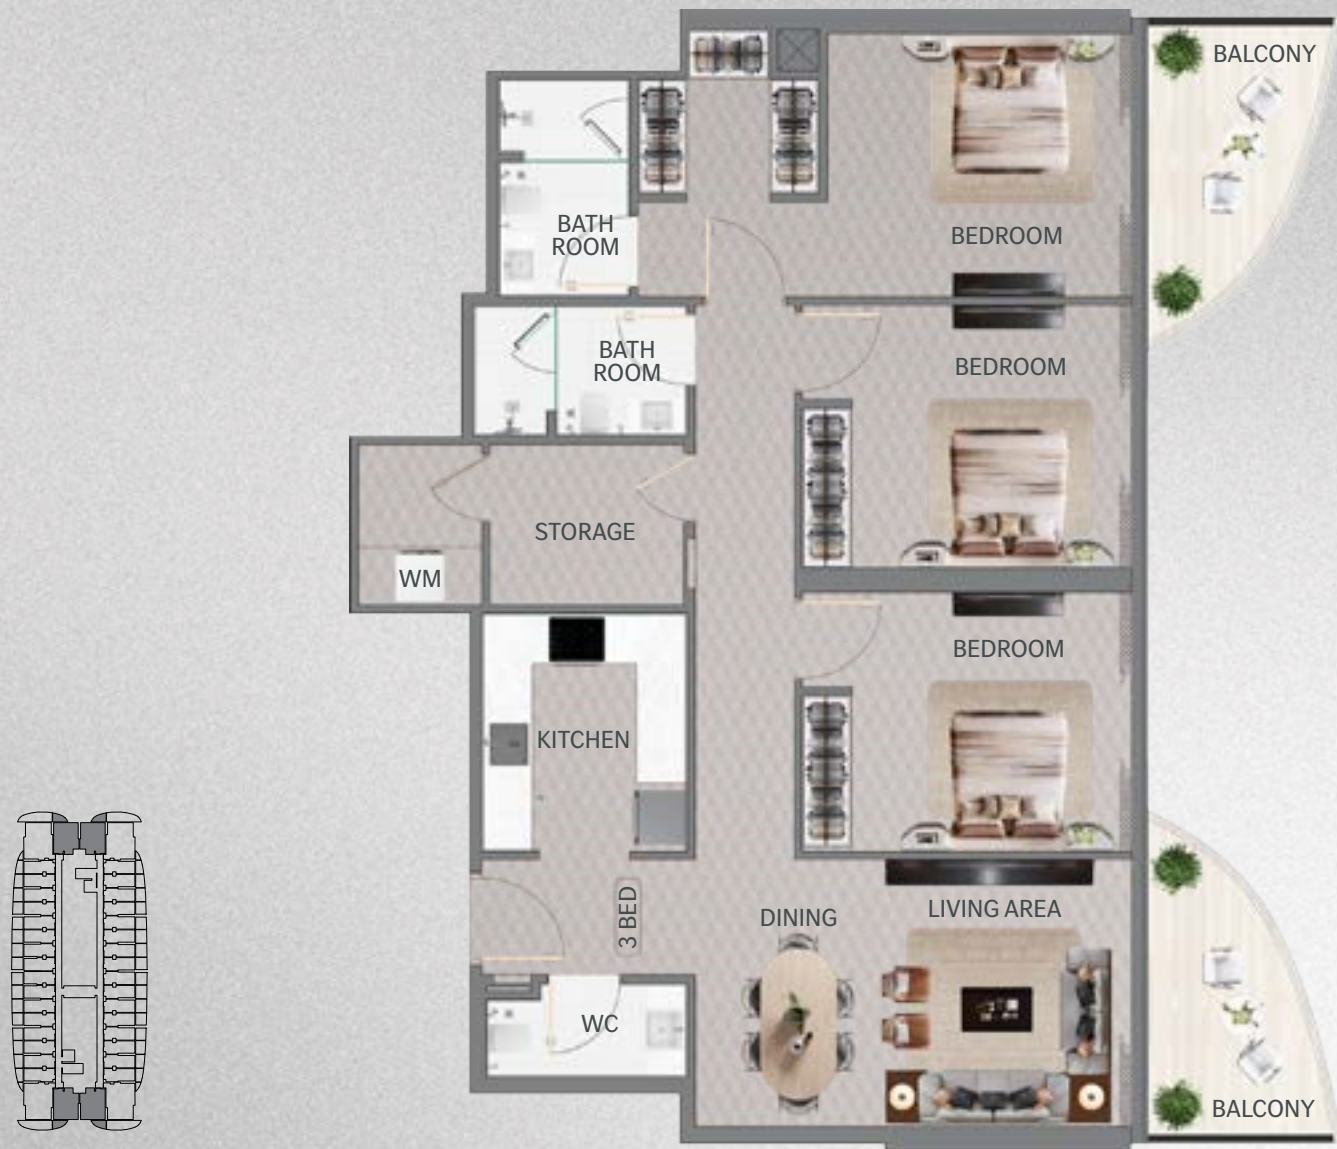 BALCONY
BATH
ROOM
BEDROOM
BATH
ROOM
BEDROOM
STORAGE
WM
BEDROOM
KITCHEN
3 BED
DINING
LIVING AREA
WC
BALCONY